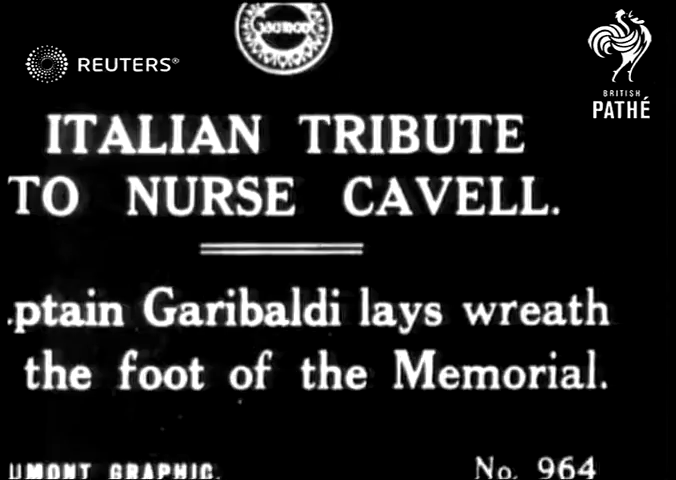 REUTERS®
BRITISH
PATHÉ
ITALIAN TRIBUTE
TO NURSE CAVELL.
ptain Garibaldi lays wreath
the foot of the Memorial.
UMONT GRAPHIC. No. 964